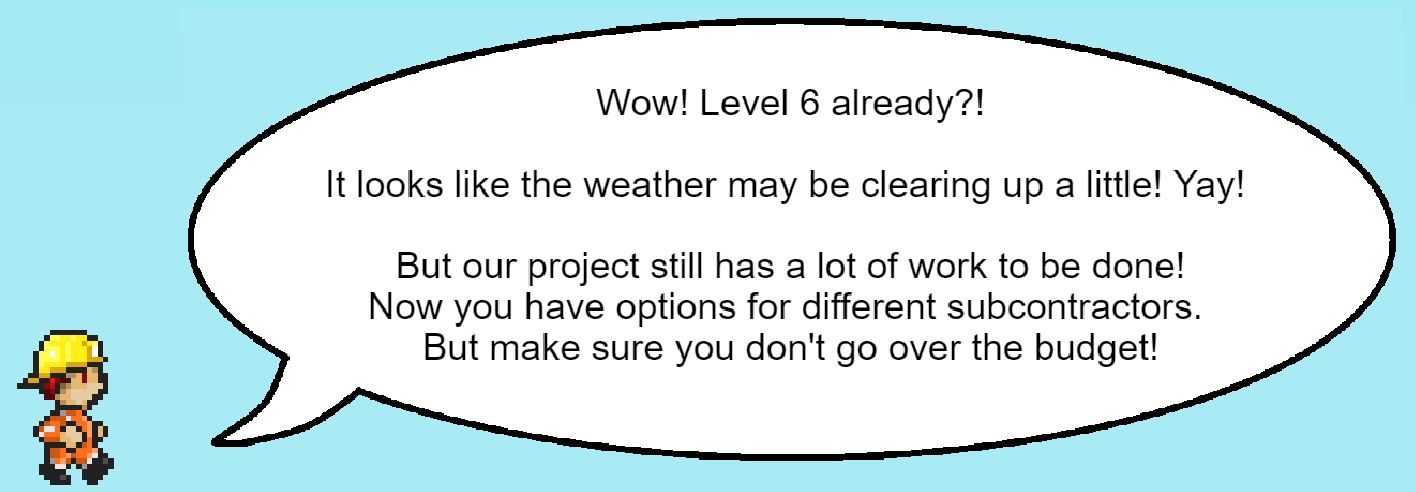 Wow! Level 6 already?!
It looks like the weather may be clearing up a little! Yay!
But our project still has a lot of work to be done!
Now you have options for different subcontractors.
But make sure you don't go over the budget!